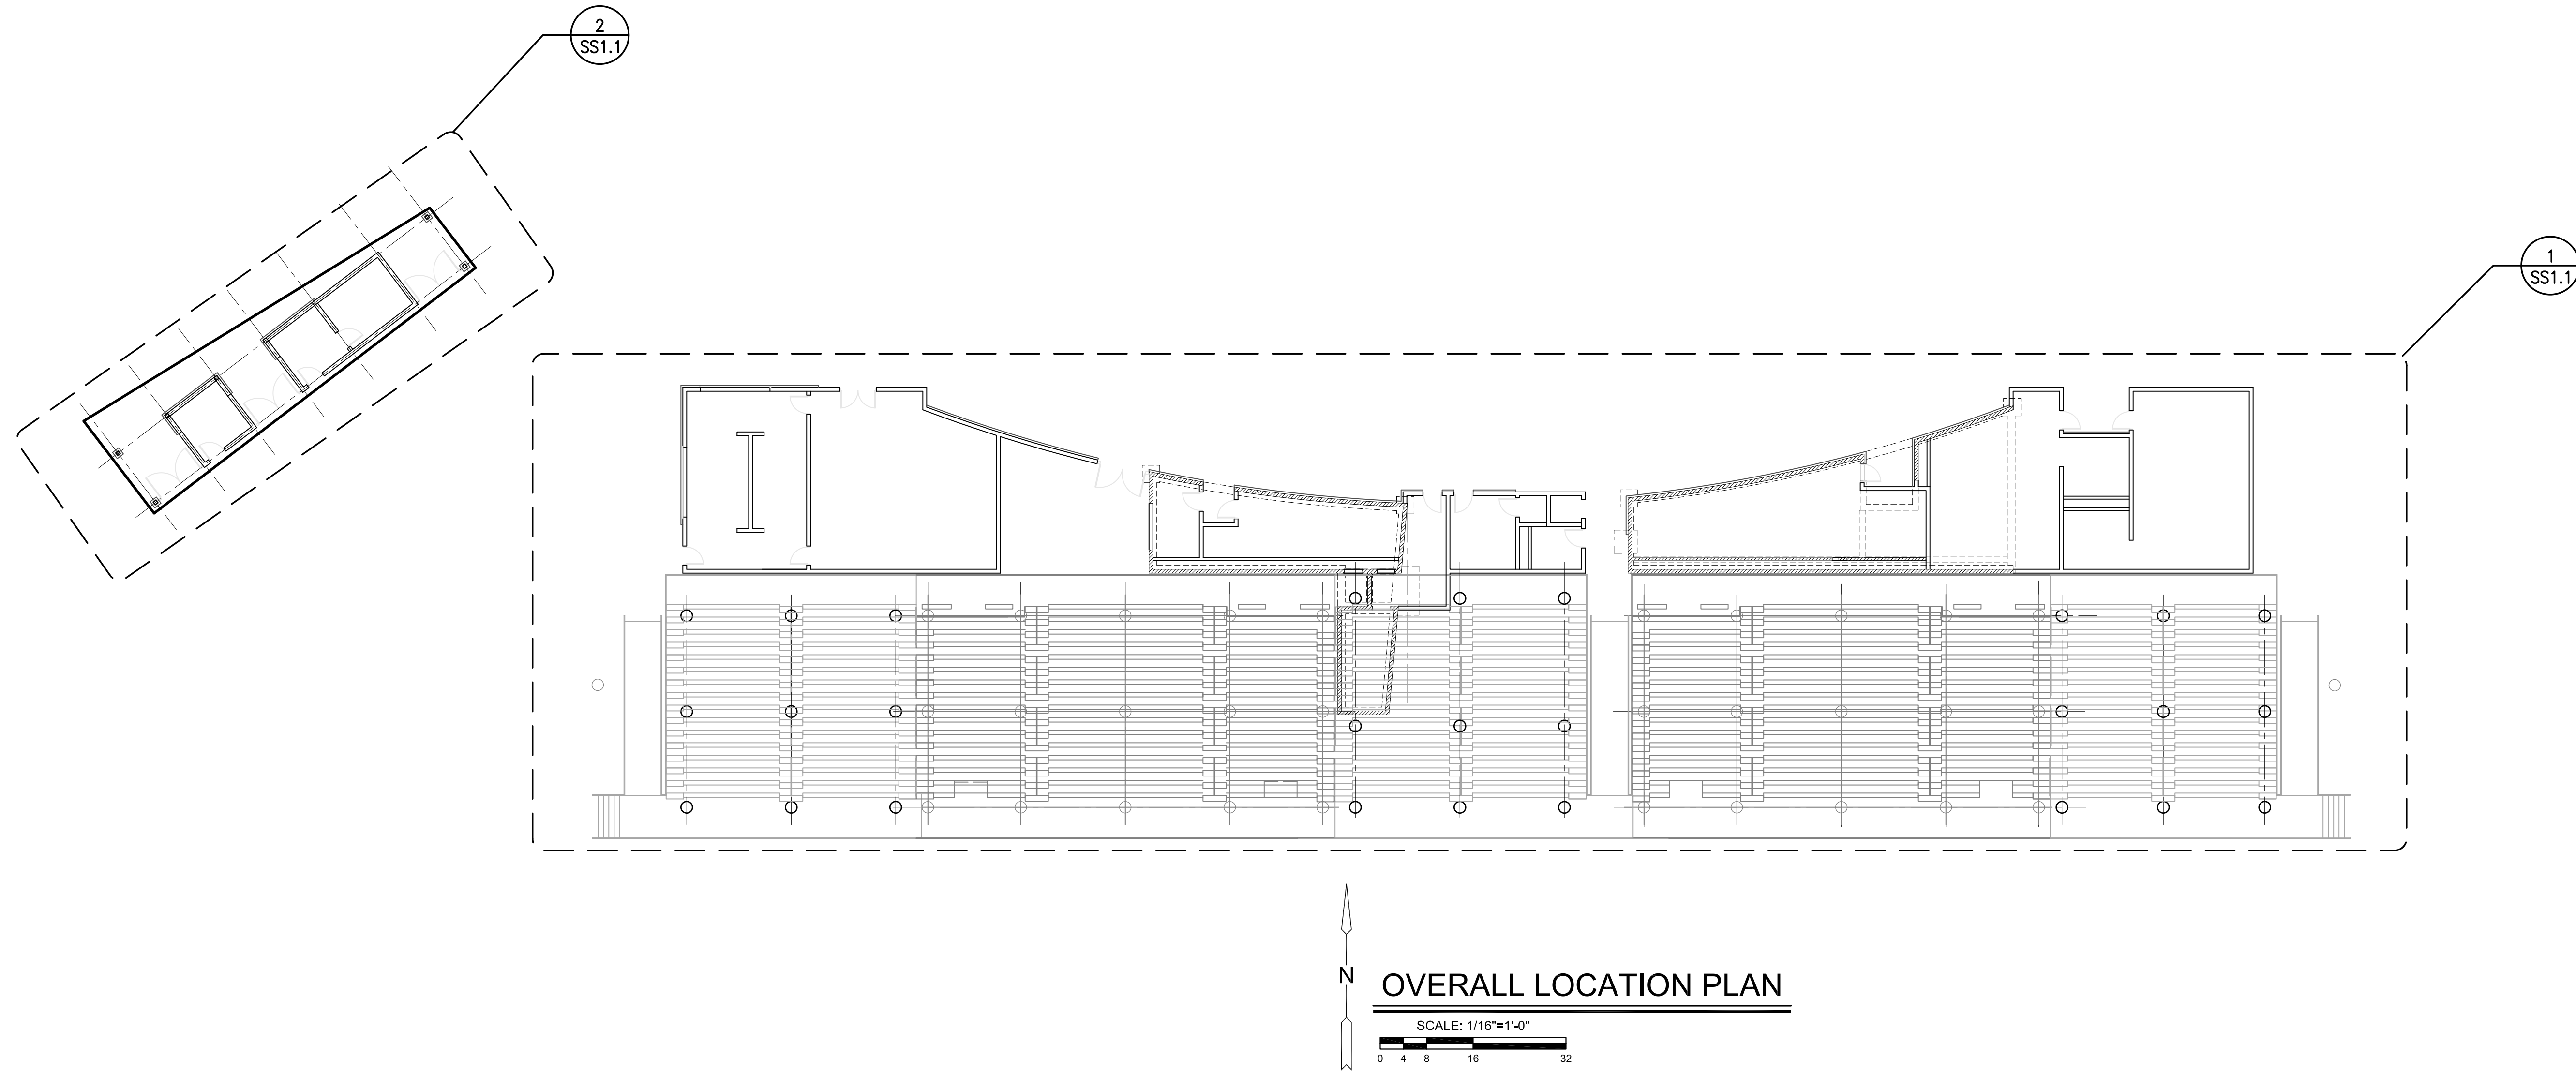 2
SS1.1
1
SS1.1
N
OVERALL LOCATION PLAN
SCALE: 1/16"=1'-0"
0 4 8 16 32